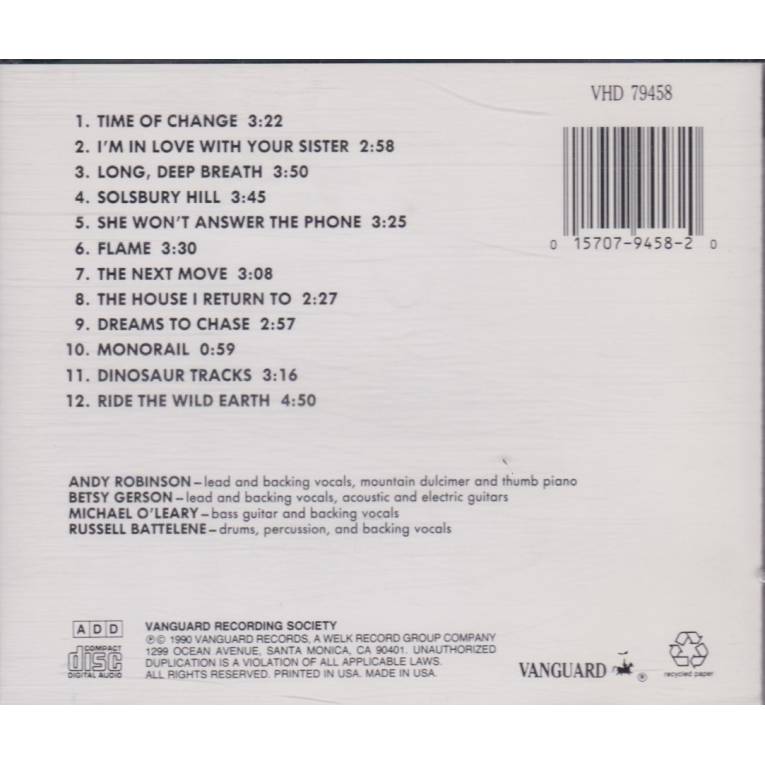 VHD 79458
1. TIME OF CHANGE 3:22
2. I'M IN LOVE WITH YOUR SISTER 2:58
3. LONG, DEEP BREATH 3:50
4. SOLSBURY HILL 3:45
5. SHE WON'T ANSWER THE PHONE 3:25
6. FLAME 3:30
7. THE NEXT MOVE 3:08
8. THE HOUSE I RETURN TO 2:27
9. DREAMS TO CHASE 2:57
10. MONORAIL 0:59
11. DINOSAUR TRACKS 3:16
12. RIDE THE WILD EARTH 4:50
0 15707-9458-2 0
ANDY ROBINSON – lead and backing vocals, mountain dulcimer and thumb piano
BETSY GERSON – lead and backing vocals, acoustic and electric guitars
MICHAEL O'LEARY – bass guitar and backing vocals
RUSSELL BATTELENE – drums, percussion, and backing vocals
ADD
COMPACT
disc
DIGITAL AUDIO
VANGUARD RECORDING SOCIETY
℗© 1990 VANGUARD RECORDS, A WELK RECORD GROUP COMPANY
1299 OCEAN AVENUE, SANTA MONICA, CA 90401. UNAUTHORIZED
DUPLICATION IS A VIOLATION OF ALL APPLICABLE LAWS.
ALL RIGHTS RESERVED. PRINTED IN USA. MADE IN USA.
VANGUARD ®
recycled paper